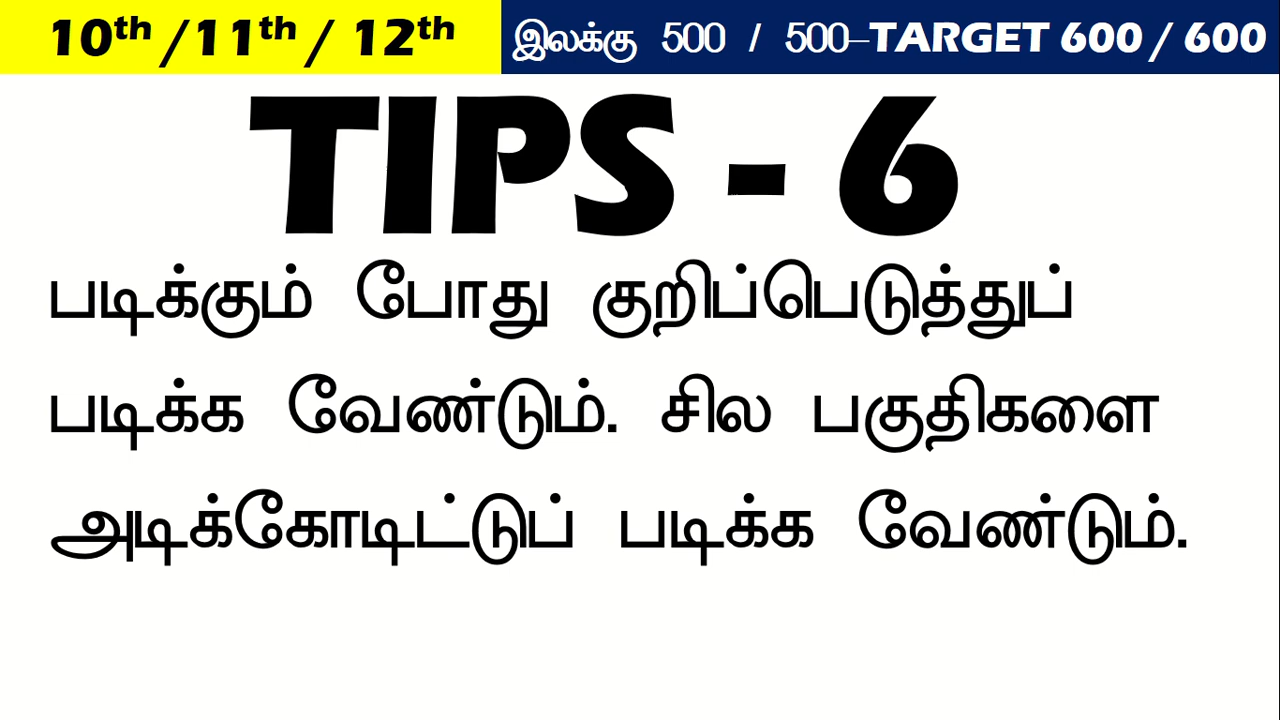 10th / 11th / 12th இலக்கு 500 / 500–TARGET 600 / 600
TIPS - 6
படிக்கும் போது குறிப்பெடுத்துப்
படிக்க வேண்டும். சில பகுதிகளை
அடிக்கோடிட்டுப் படிக்க வேண்டும்.